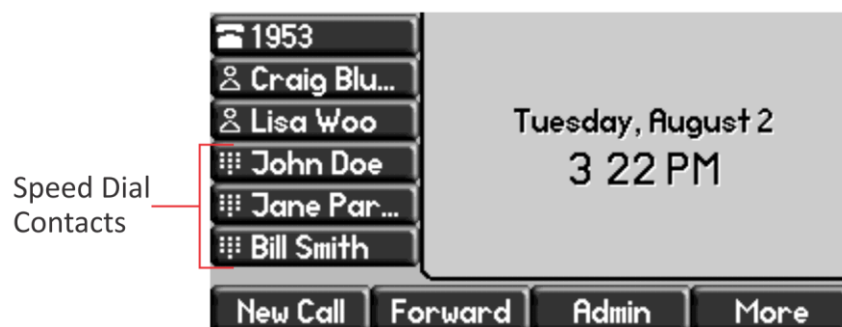 1953
Craig Blu...
Lisa Woo
John Doe
Jane Par...
Bill Smith
Speed Dial
Contacts
Tuesday, August 2
3 22 PM
New Call Forward Admin More